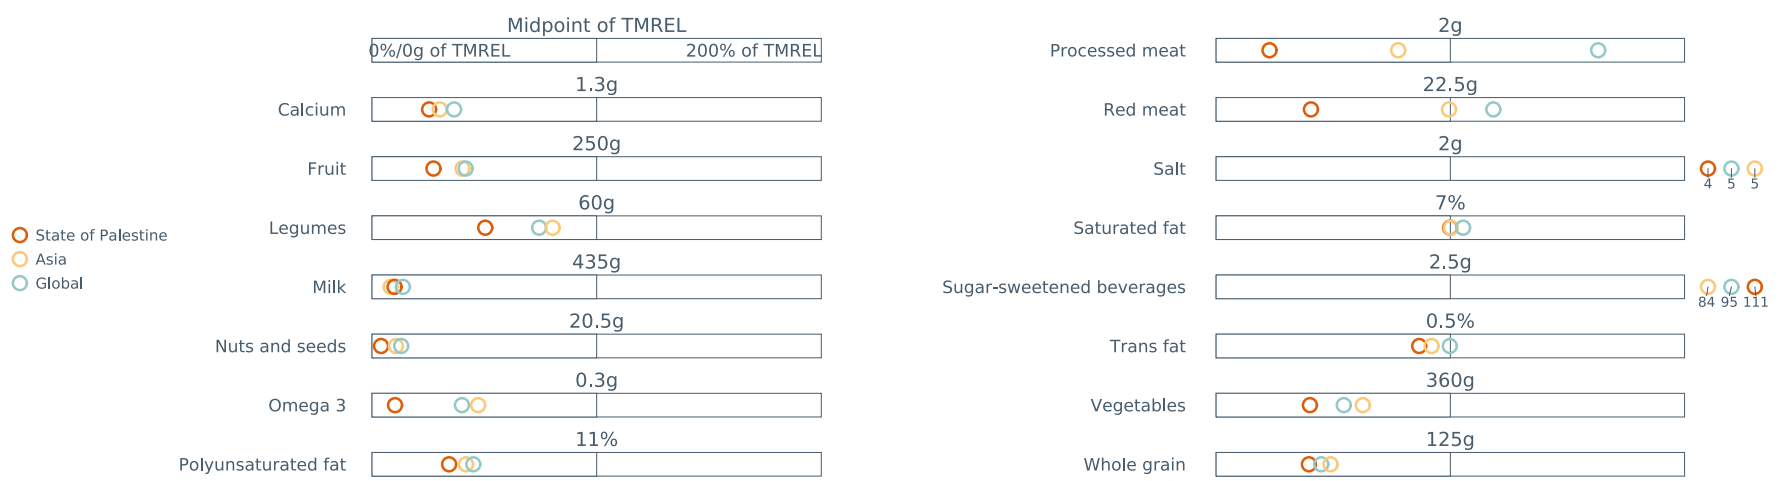 Midpoint of TMREL
0%/0g of TMREL 200% of TMREL
1.3g
Calcium
250g
Fruit
60g
Legumes
435g
Milk
20.5g
Nuts and seeds
0.3g
Omega 3
11%
Polyunsaturated fat
State of Palestine
Asia
Global
2g
Processed meat
22.5g
Red meat
2g
Salt
4 5 5
7%
Saturated fat
2.5g
Sugar-sweetened beverages
84 95 111
0.5%
Trans fat
360g
Vegetables
125g
Whole grain